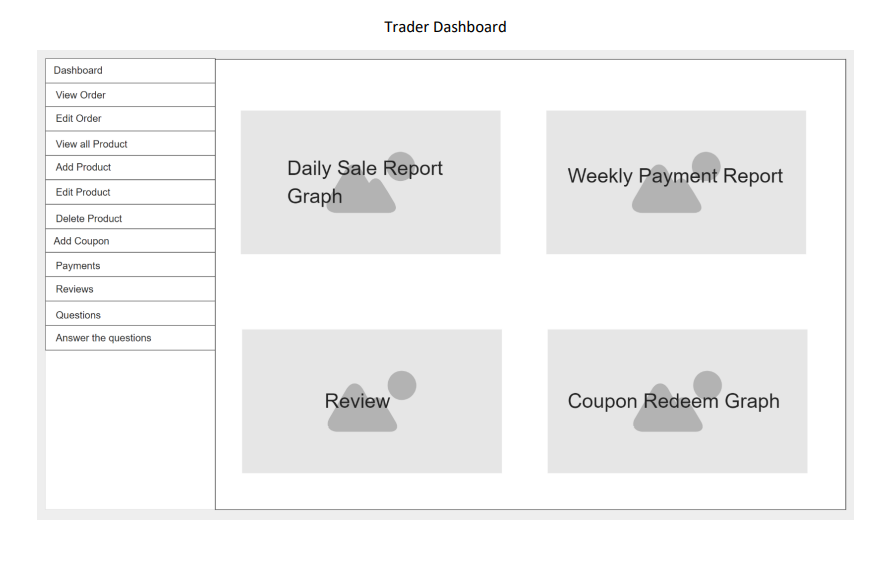 Trader Dashboard
Dashboard
View Order
Edit Order
View all Product
Add Product
Edit Product
Delete Product
Add Coupon
Payments
Reviews
Questions
Answer the questions
Daily Sale Report
Graph
Weekly Payment Report
Review
Coupon Redeem Graph